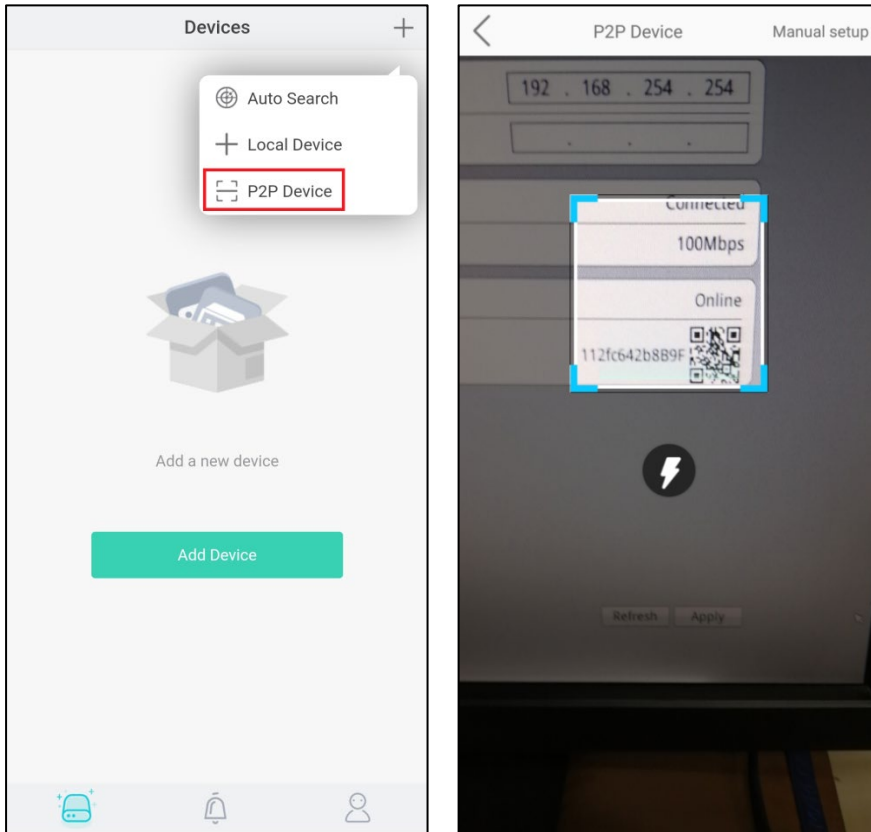 Devices
Auto Search
Local Device
P2P Device
Add a new device
Add Device
P2P Device
Manual setup
192 . 168 . 254 . 254
. . .
Connected
100Mbps
Online
112fc642b8B9F
Refresh Apply